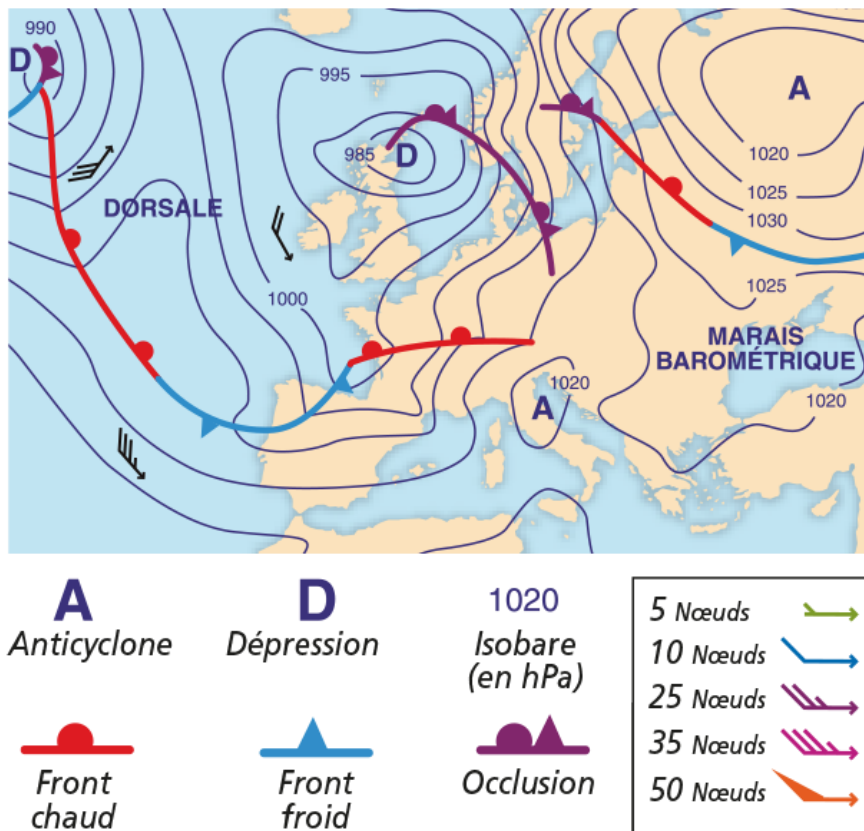 990
D
995
A
985
D
1020
1025
DORSALE
1030
1025
1000
MARAIS
BAROMÉTRIQUE
1020
A
1020
A
D
1020
Anticyclone
Dépression
Isobare
(en hPa)
Front
chaud
Front
froid
Occlusion
5 Nœuds
10 Nœuds
25 Nœuds
35 Nœuds
50 Nœuds